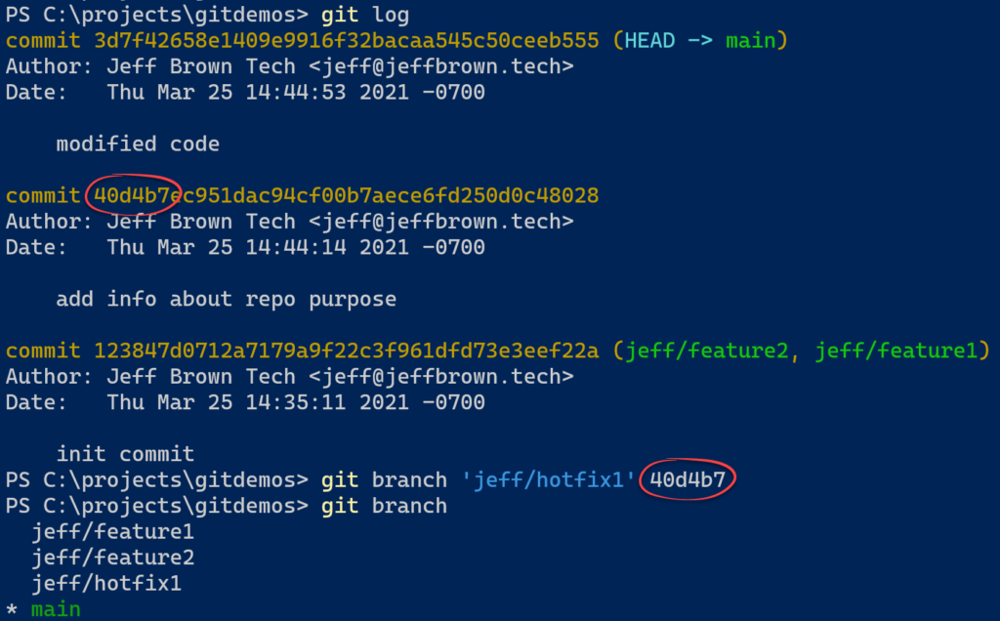 PS C:\projects\gitdemos> git log
commit 3d7f42658e1409e9916f32bacaa545c50ceeb555 (HEAD -> main)
Author: Jeff Brown Tech <jeff@jeffbrown.tech>
Date:   Thu Mar 25 14:44:53 2021 -0700
    modified code
commit 40d4b7ec951dac94cf00b7aece6fd250d0c48028
Author: Jeff Brown Tech <jeff@jeffbrown.tech>
Date:   Thu Mar 25 14:44:14 2021 -0700
    add info about repo purpose
commit 123847d0712a7179a9f22c3f961dfd73e3eef22a (jeff/feature2, jeff/feature1)
Author: Jeff Brown Tech <jeff@jeffbrown.tech>
Date:   Thu Mar 25 14:35:11 2021 -0700
    init commit
PS C:\projects\gitdemos> git branch 'jeff/hotfix1' 40d4b7
PS C:\projects\gitdemos> git branch
  jeff/feature1
  jeff/feature2
  jeff/hotfix1
* main